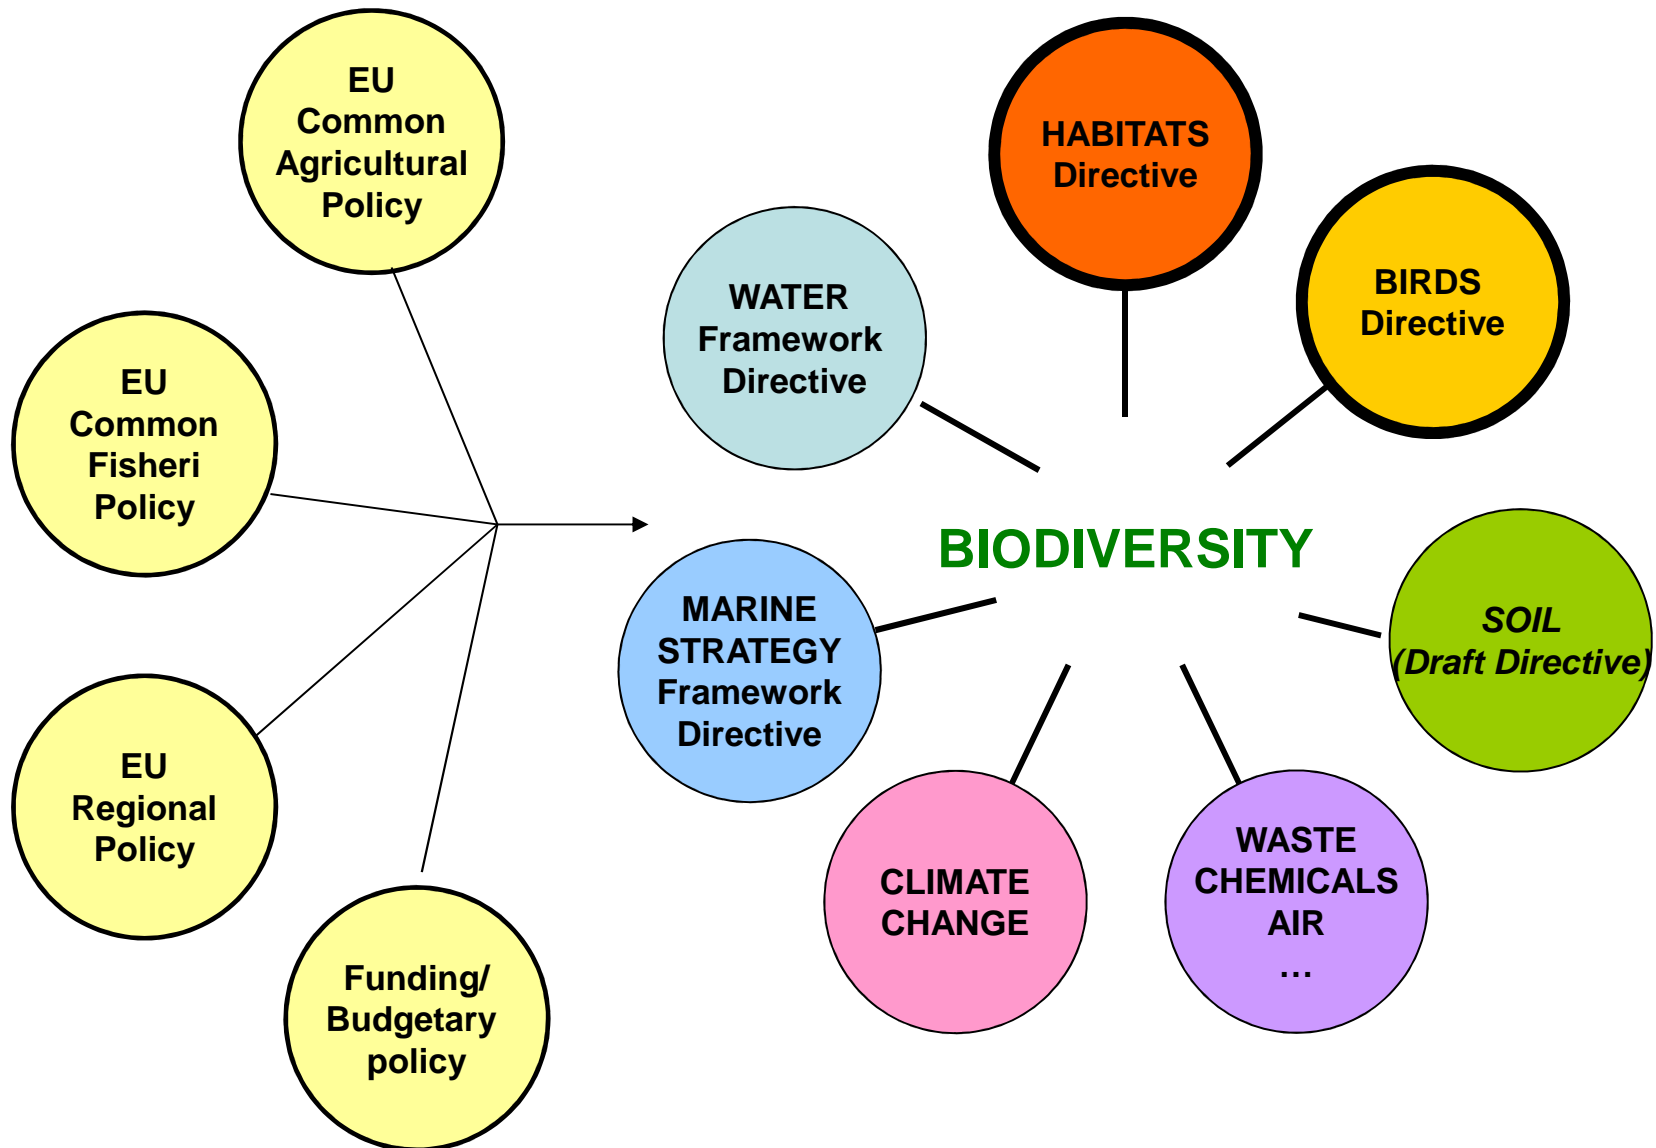 EU
Common
Agricultural
Policy
EU
Common
Fisheri
Policy
EU
Regional
Policy
Funding/
Budgetary
policy
HABITATS
Directive
BIRDS
Directive
WATER
Framework
Directive
BIODIVERSITY
MARINE
STRATEGY
Framework
Directive
SOIL
(Draft Directive)
CLIMATE
CHANGE
WASTE
CHEMICALS
AIR
…